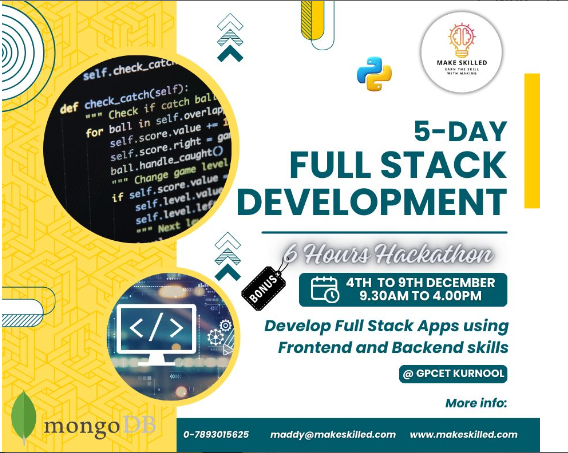 MAKE SKILLED
EARN THE SKILL
WITH MAKING
self.check_catch
def check_catch(self):
""" Check if catch ball
for ball in self.overlap
self.score.value +=
self.score.right = ga
ball.handle_caught()
""" Change game level
if self.score.value =
self.level.value
self.level.lef
""" Next le
5-DAY
FULL STACK
DEVELOPMENT
6 Hours Hackathon
BONUS
4TH TO 9TH DECEMBER
9.30AM TO 4.00PM
</>
Develop Full Stack Apps using
Frontend and Backend skills
@ GPCET KURNOOL
More info:
mongoDB
0-7893015625 maddy@makeskilled.com www.makeskilled.com